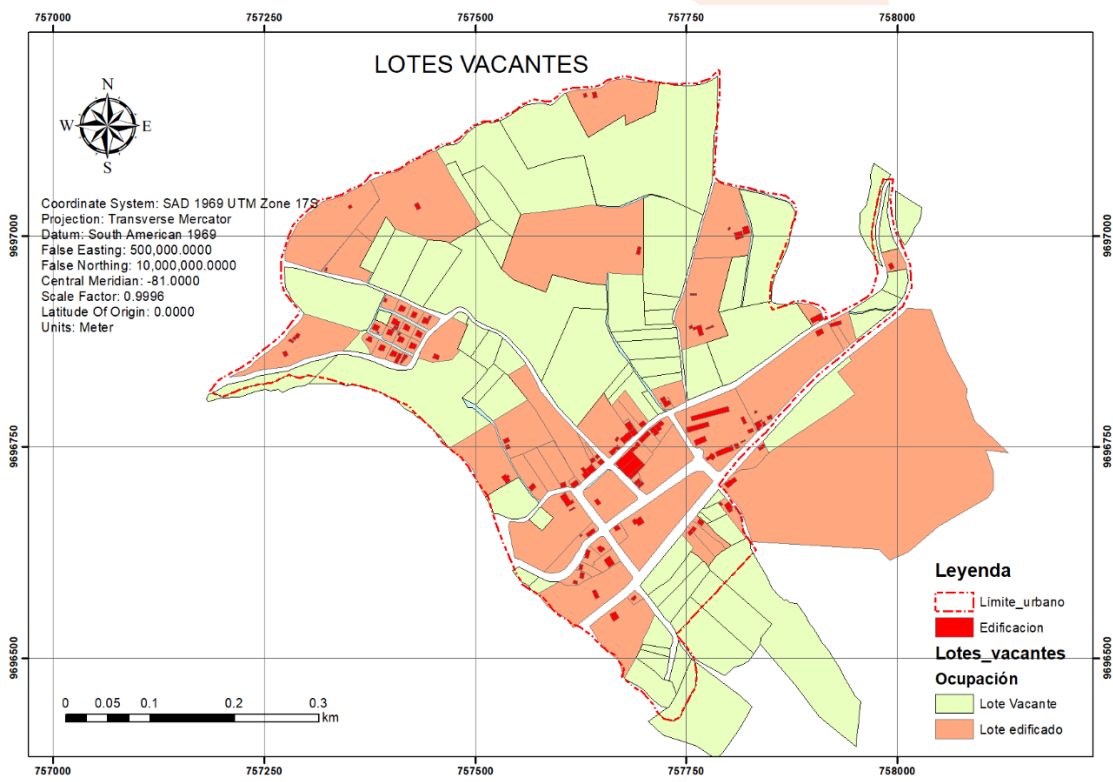 757000 757250 757500 757750 758000
LOTES VACANTES
N
W E
S
Coordinate System: SAD 1969 UTM Zone 17S
Projection: Transverse Mercator
Datum: South American 1969
False Easting: 500,000.0000
False Northing: 10,000,000.0000
Central Meridian: -81.0000
Scale Factor: 0.9996
Latitude Of Origin: 0.0000
Units: Meter
9697000 9697000
9696750 9696750
9696500 9696500
Leyenda
Límite_urbano
Edificacion
Lotes_vacantes
Ocupación
Lote Vacante
Lote edificado
0 0.05 0.1 0.2 0.3
km
757000 757250 757500 757750 758000